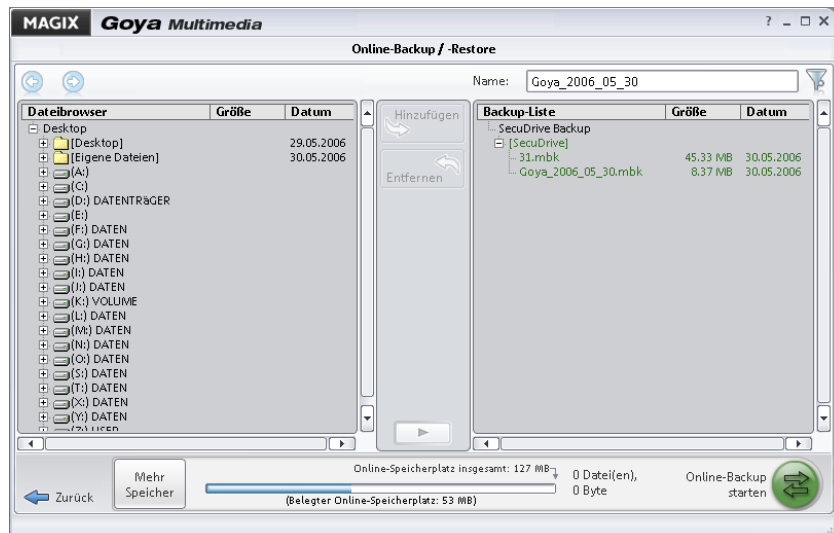 MAGIX Goya Multimedia ? _ □ X
Online-Backup / -Restore
Name: Goya_2006_05_30
Dateibrowser Größe Datum
Desktop
[Desktop] 29.05.2006
[Eigene Dateien] 30.05.2006
(A:)
(C:)
(D:) DATENTRäGER
(E:)
(F:) DATEN
(G:) DATEN
(H:) DATEN
(I:) DATEN
(J:) DATEN
(K:) VOLUME
(L:) DATEN
(M:) DATEN
(N:) DATEN
(O:) DATEN
(S:) DATEN
(T:) DATEN
(X:) DATEN
(Y:) DATEN
(Z:) USER
Hinzufügen
Entfernen
Backup-Liste Größe Datum
SecuDrive Backup
[SecuDrive]
31.mbk 45.33 MB 30.05.2006
Goya_2006_05_30.mbk 8.37 MB 30.05.2006
Zurück
Mehr
Speicher
Online-Speicherplatz insgesamt: 127 MB
(Belegter Online-Speicherplatz: 53 MB)
0 Datei(en),
0 Byte
Online-Backup
starten